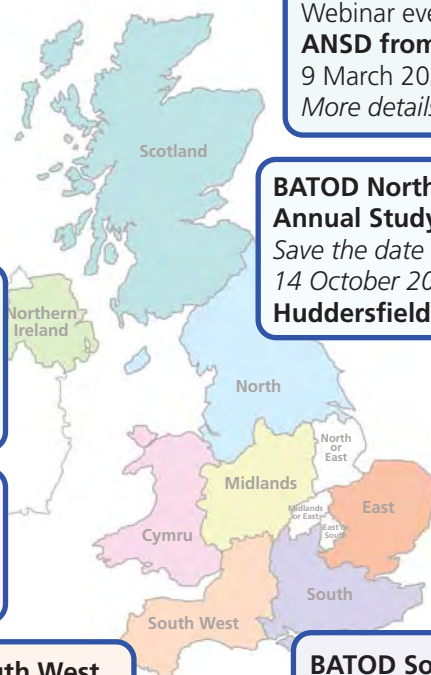 Webinar eve
ANSD from
9 March 20
More details
BATOD North
Annual Study
Save the date
14 October 20
Huddersfield
Scotland
Northern
Ireland
North
North
or
East
Midlands
Midlands
or East
East or
South
East
Cymru
South
South West
uth West
BATOD So